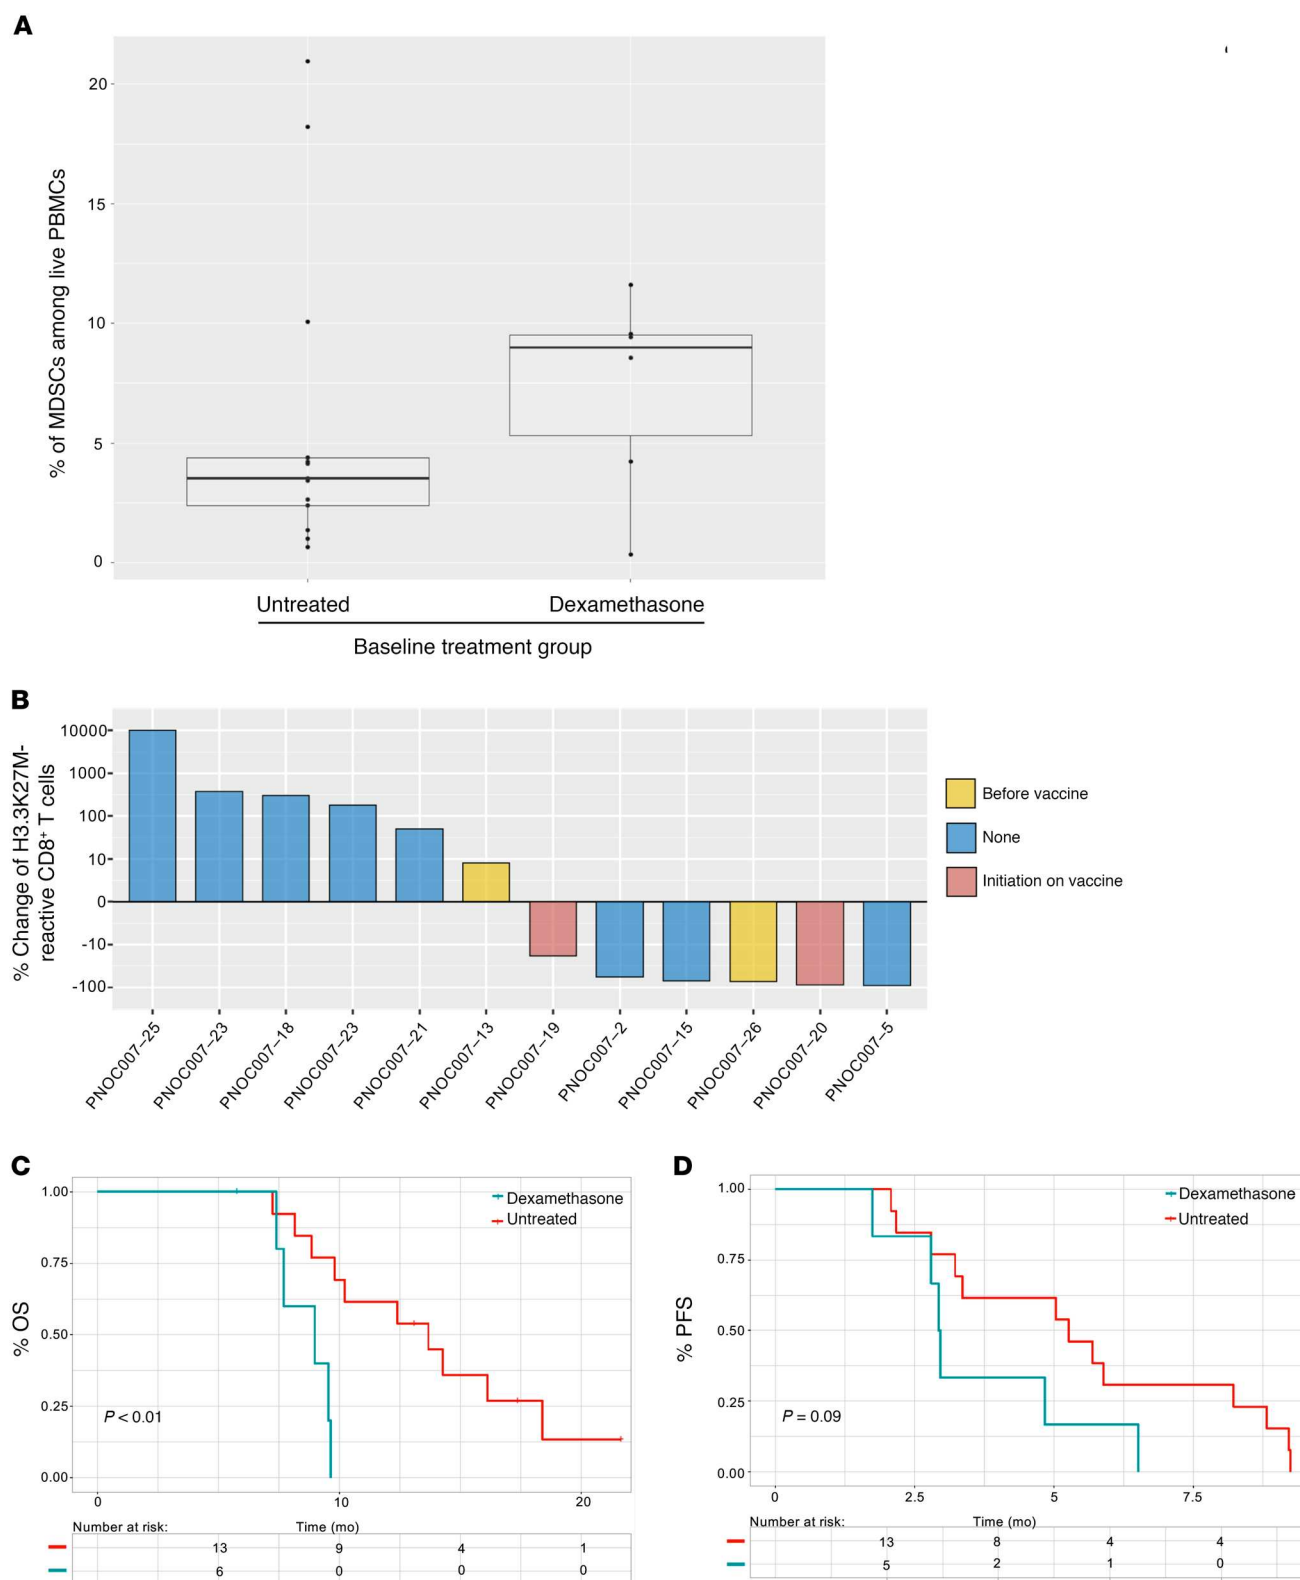 A
% of MDSCs among live PBMCs
20
15
10
5
0
Untreated
Dexamethasone
Baseline treatment group
B
% Change of H3.3K27M-
reactive CD8⁺ T cells
10000
1000
100
10
0
-10
-100
PNOC007–25
PNOC007–23
PNOC007–18
PNOC007–23
PNOC007–21
PNOC007–13
PNOC007–19
PNOC007–2
PNOC007–15
PNOC007–26
PNOC007–20
PNOC007–5
Before vaccine
None
Initiation on vaccine
C
% OS
1.00
0.75
0.50
0.25
0.00
Dexamethasone
Untreated
P < 0.01
0 10 20
Number at risk: Time (mo)
13 9 4 1
6 0 0 0
D
% PFS
1.00
0.75
0.50
0.25
0.00
Dexamethasone
Untreated
P = 0.09
0 2.5 5 7.5
Number at risk: Time (mo)
13 8 4 4
5 2 1 0